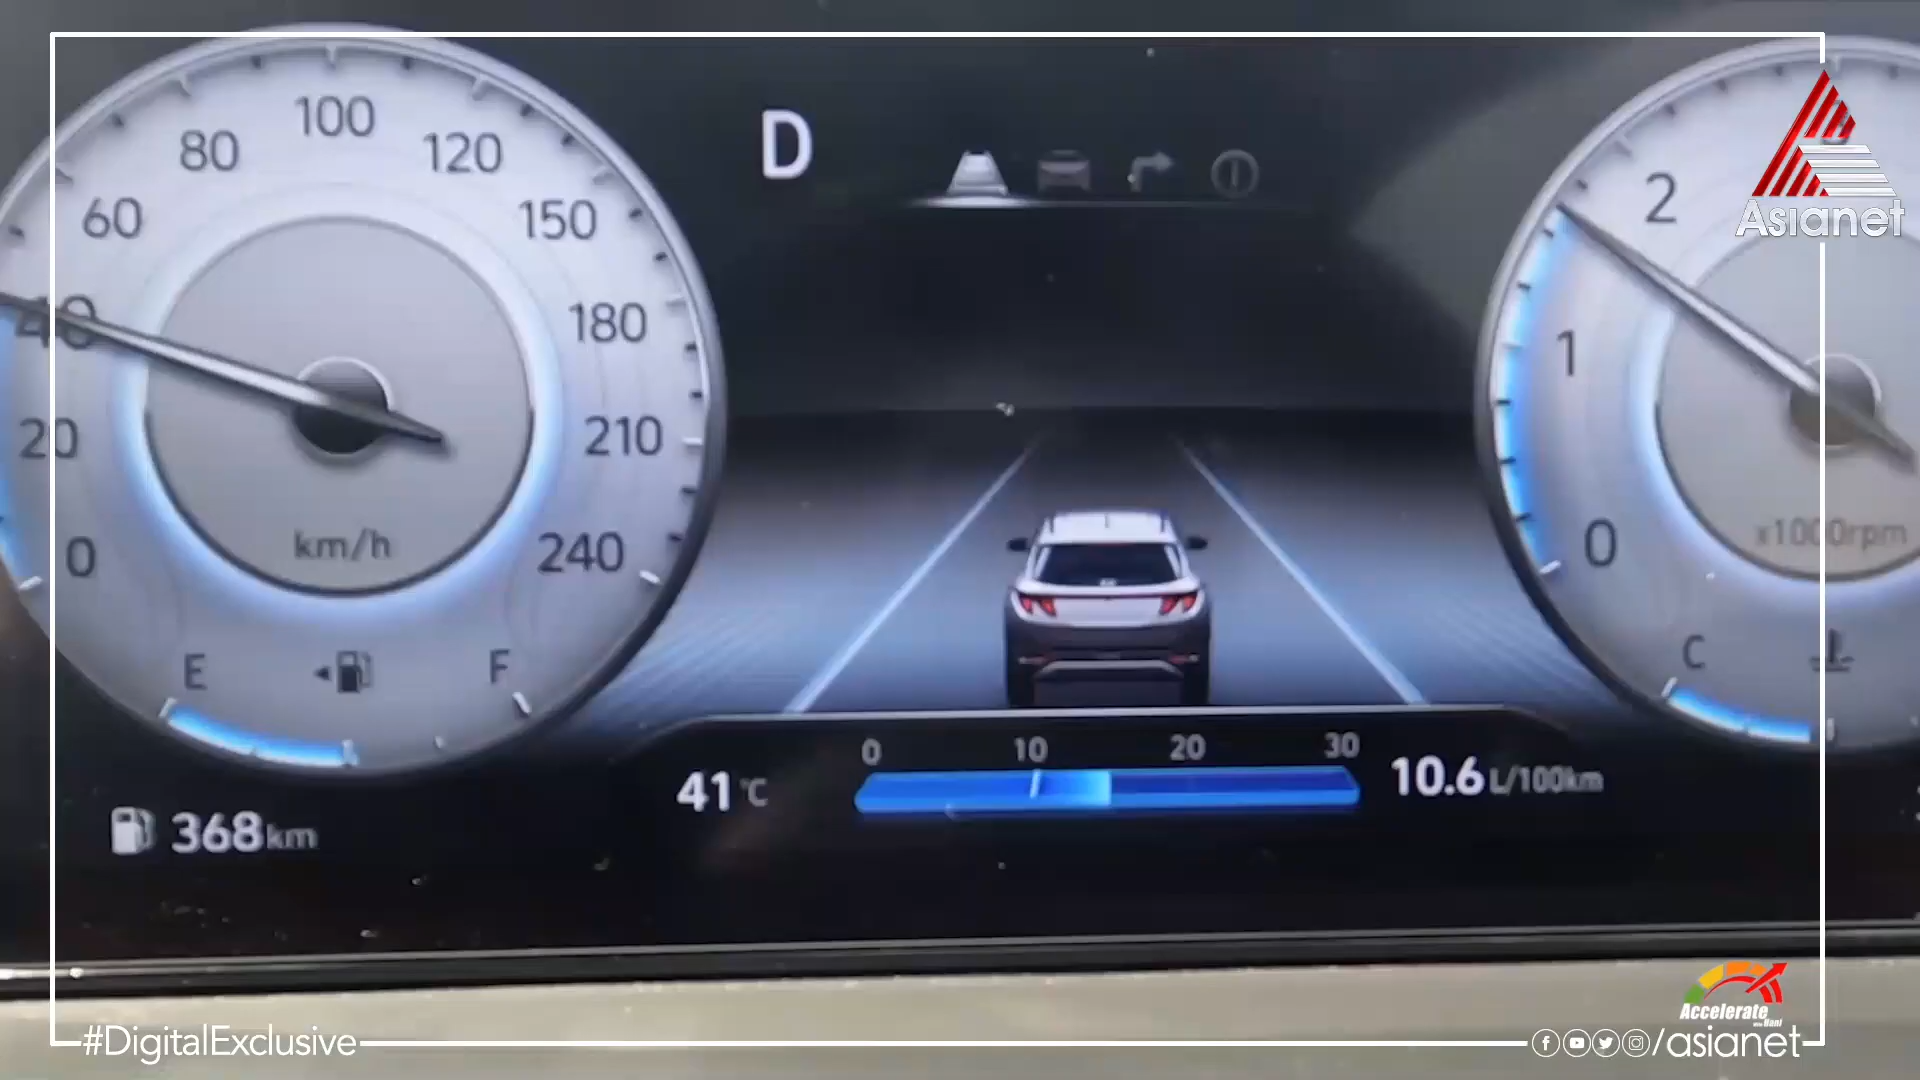 100
80
120
60
150
40
180
20
210
0
240
km/h
E
F
368km
D
0
10
20
30
41 °C
10.6 L/100km
2
1
0
x1000rpm
C
Asianet
Accelerate
#DigitalExclusive
/asianet